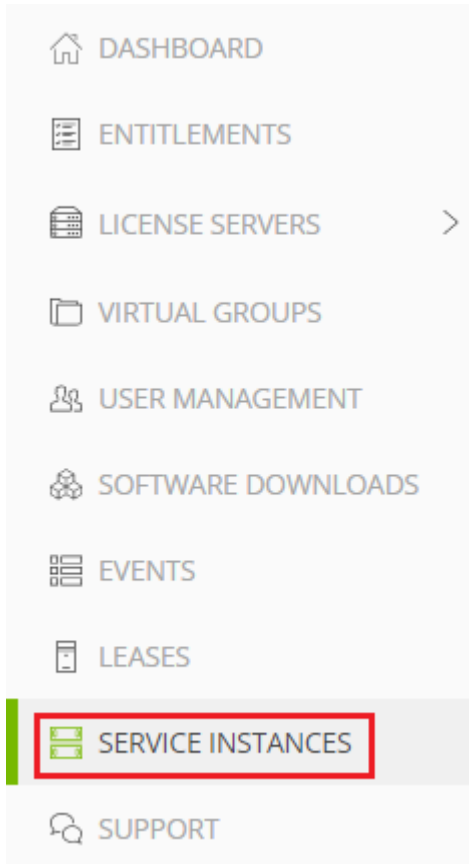 DASHBOARD
ENTITLEMENTS
LICENSE SERVERS
VIRTUAL GROUPS
USER MANAGEMENT
SOFTWARE DOWNLOADS
EVENTS
LEASES
SERVICE INSTANCES
SUPPORT